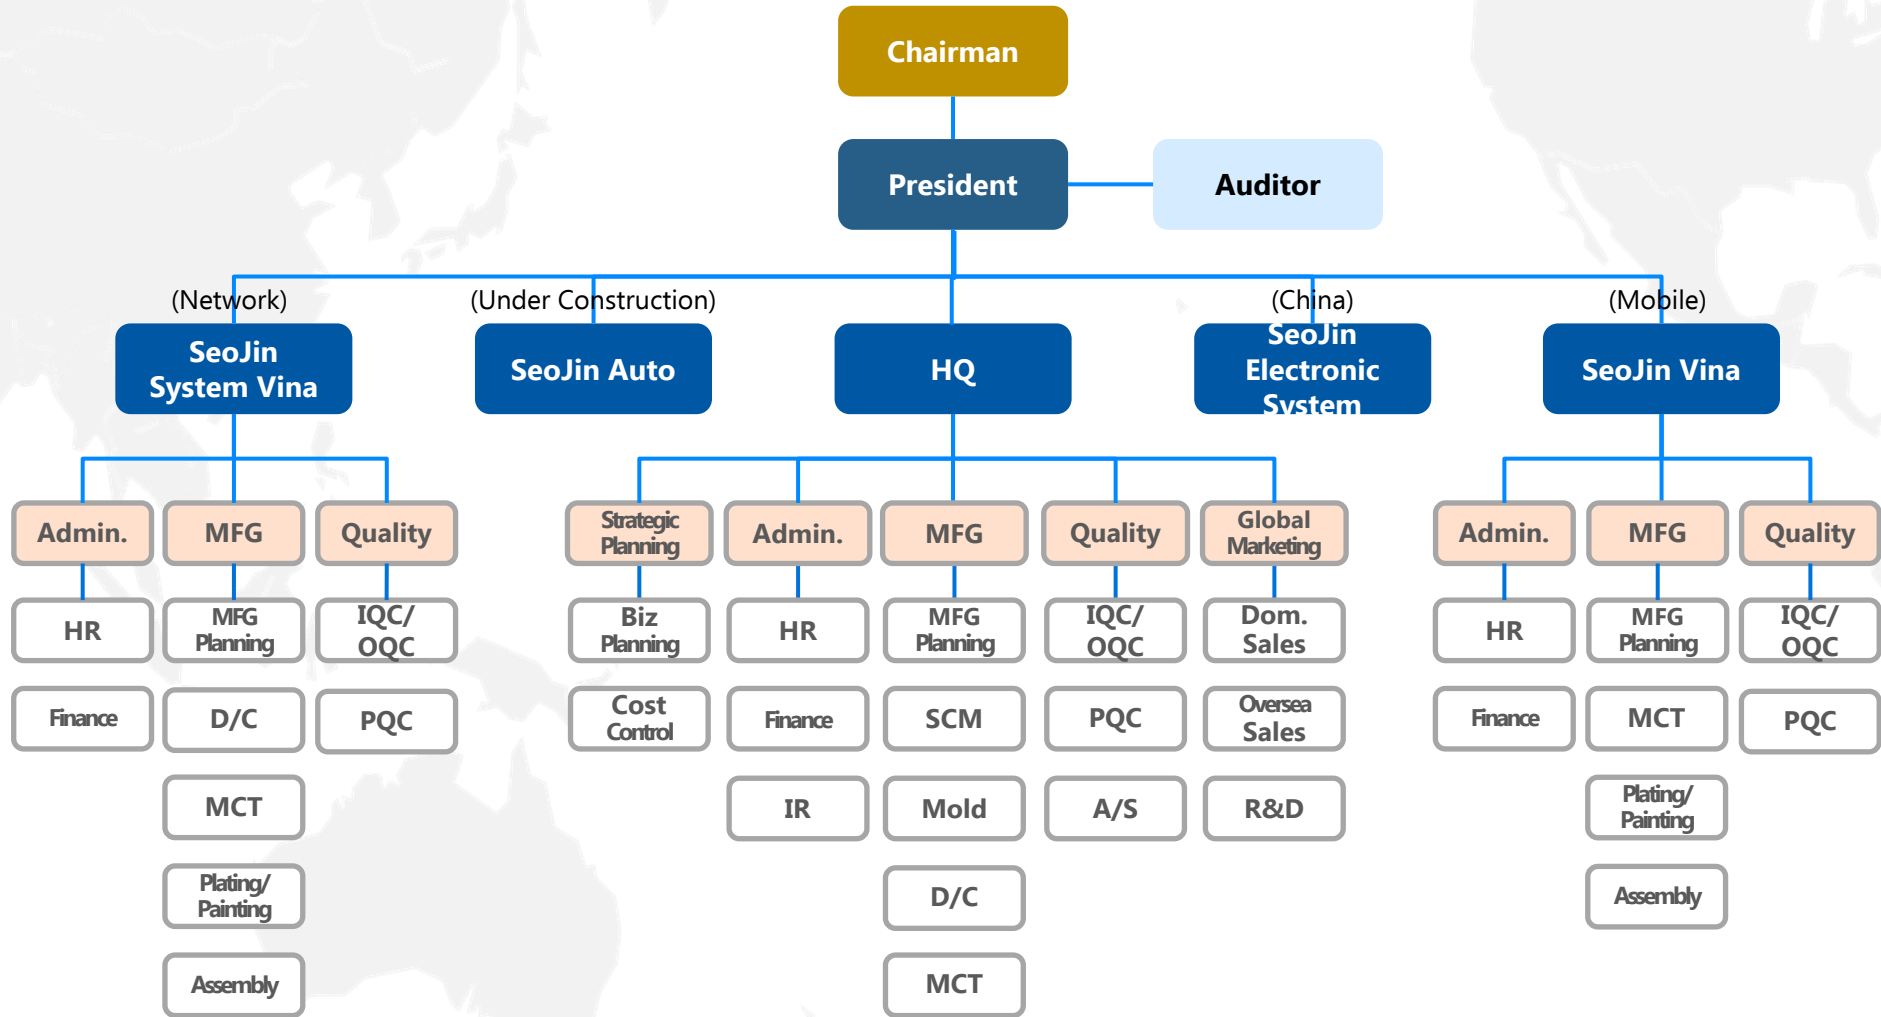 Chairman
President
Auditor
(Network)
(Under Construction)
(China)
(Mobile)
SeoJin
System Vina
SeoJin Auto
HQ
SeoJin
Electronic
System
SeoJin Vina
Admin.
MFG
Quality
Strategic
Planning
Admin.
MFG
Quality
Global
Marketing
Admin.
MFG
Quality
HR
MFG
Planning
IQC/
OQC
Biz
Planning
HR
MFG
Planning
IQC/
OQC
Dom.
Sales
HR
MFG
Planning
IQC/
OQC
Finance
D/C
PQC
Cost
Control
Finance
SCM
PQC
Oversea
Sales
Finance
MCT
PQC
MCT
IR
Mold
A/S
R&D
Plating/
Painting
Plating/
Painting
D/C
Assembly
Assembly
MCT